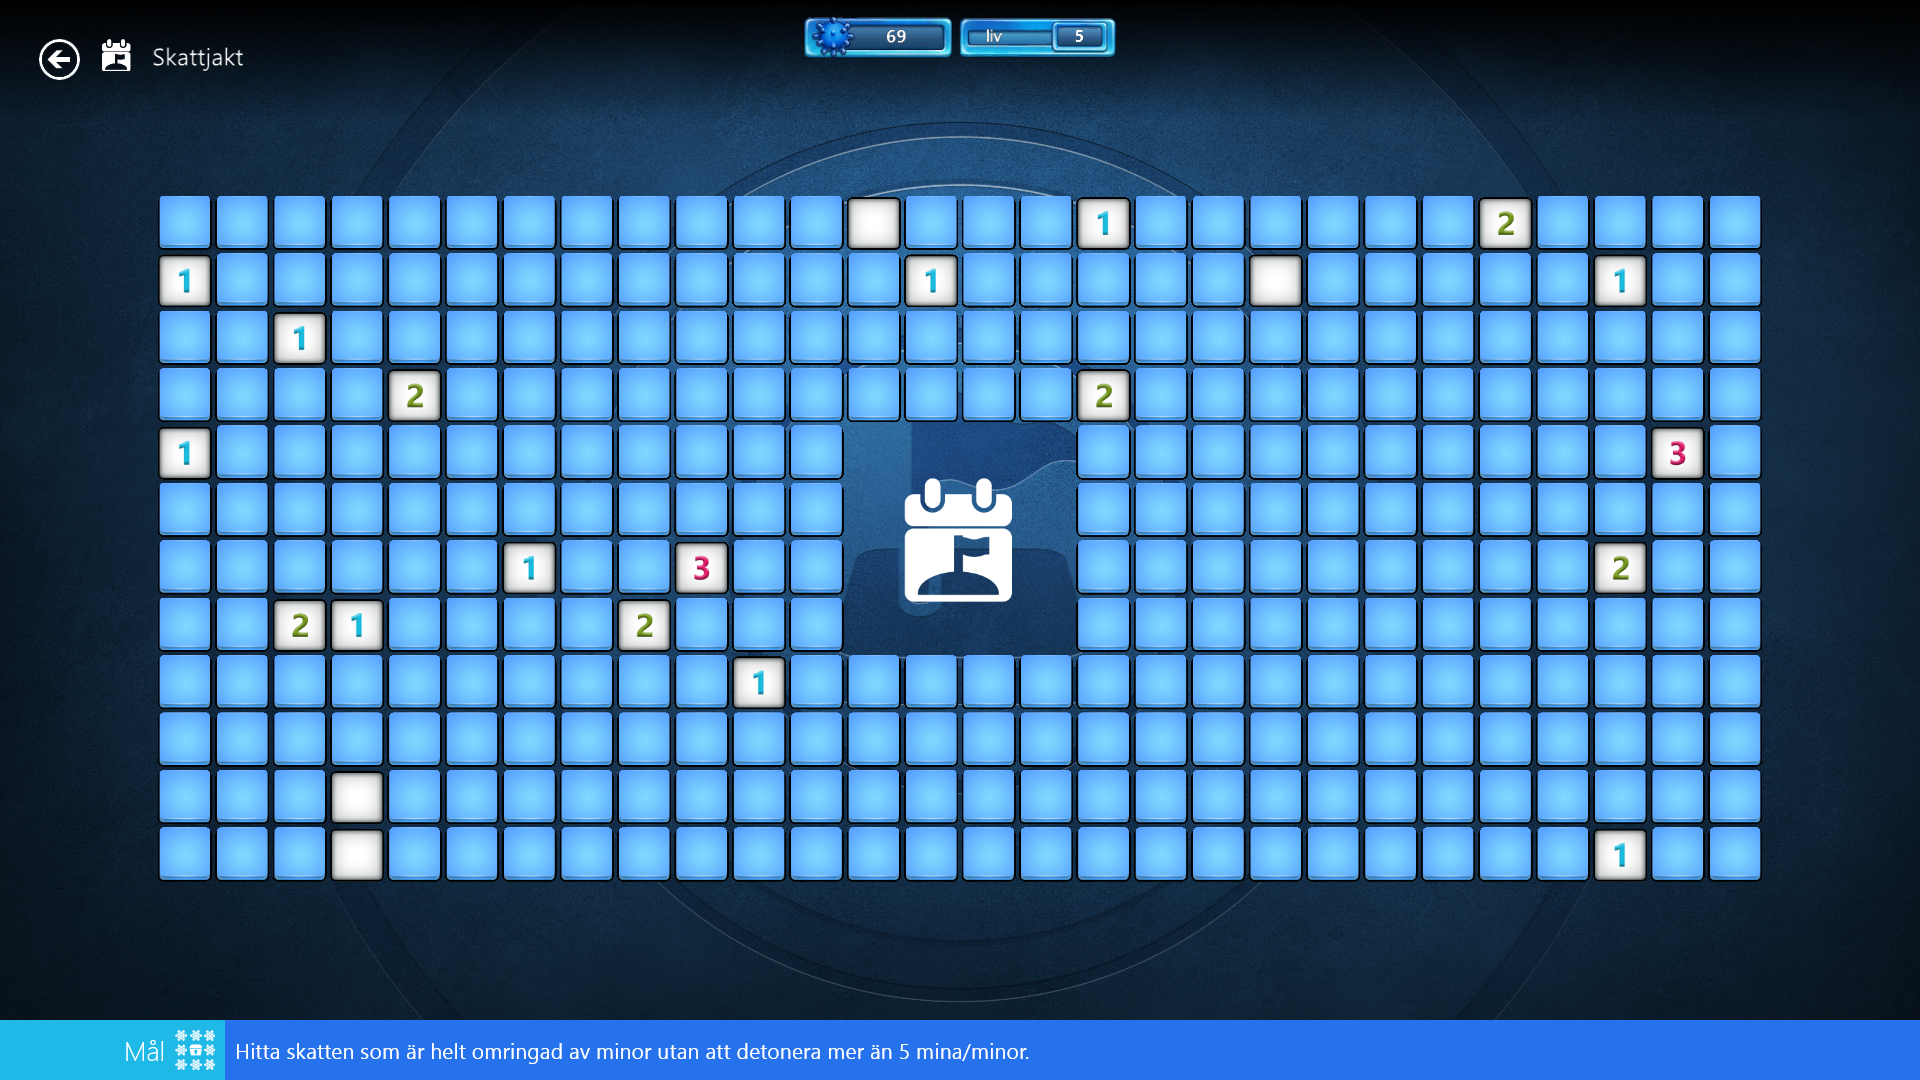 Skattjakt
69
liv 5
1 2
1 1 1
1
2 2
1 3
1 3 2
2 1 2
1
1
Mål Hitta skatten som är helt omringad av minor utan att detonera mer än 5 mina/minor.